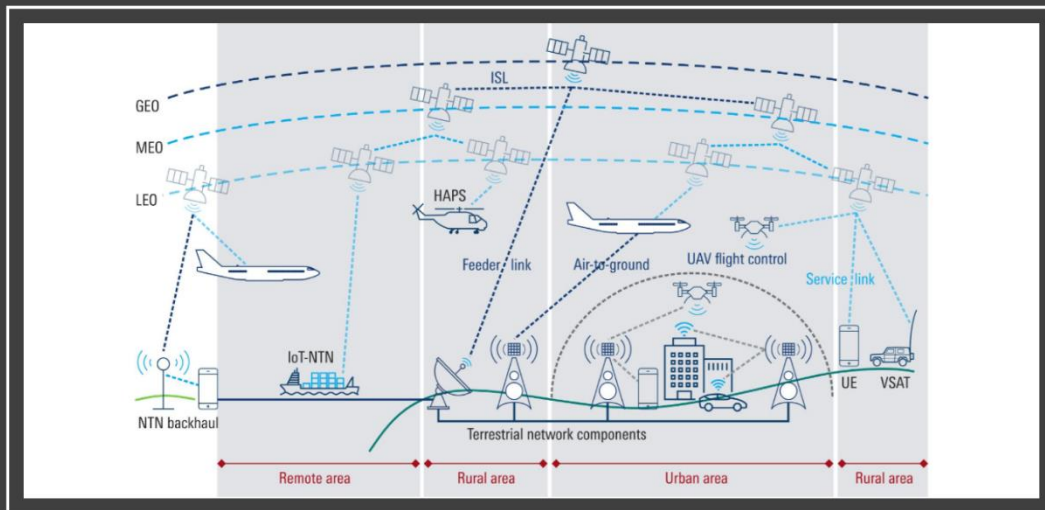 ISL
GEO
MEO
LEO
HAPS
Feeder link
Air-to-ground
UAV flight control
Service link
IoT-NTN
NTN backhaul
UE
VSAT
Terrestrial network components
Remote area
Rural area
Urban area
Rural area